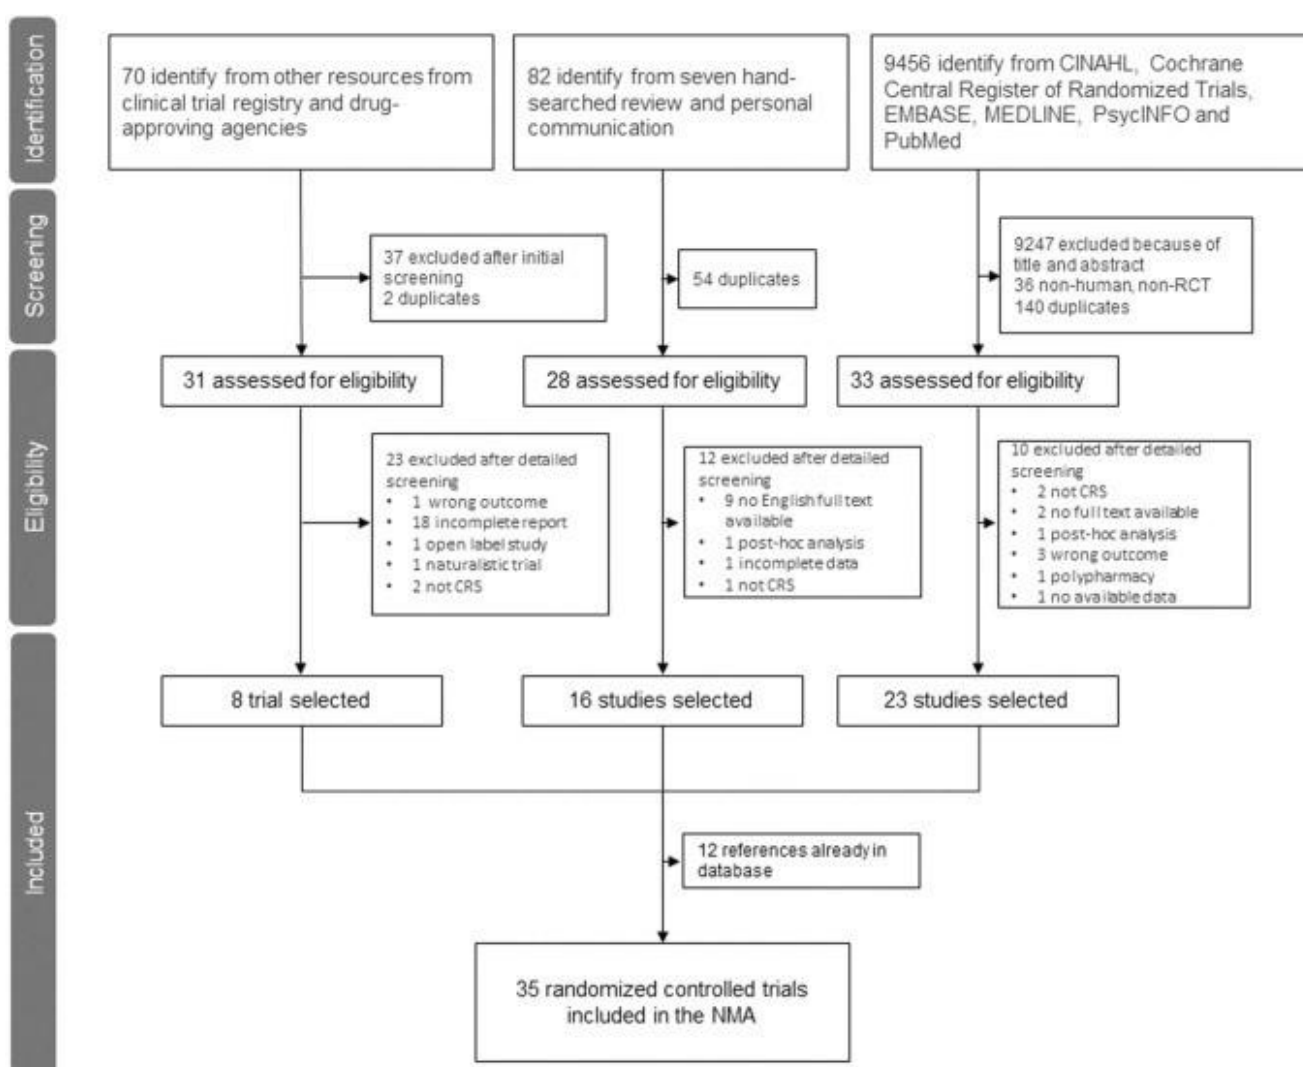 Identification
70 identify from other resources from
clinical trial registry and drug-
approving agencies
82 identify from seven hand-
searched review and personal
communication
9456 identify from CINAHL, Cochrane
Central Register of Randomized Trials,
EMBASE, MEDLINE, PsycINFO and
PubMed
Screening
37 excluded after initial
screening
2 duplicates
54 duplicates
9247 excluded because of
title and abstract
36 non-human, non-RCT
140 duplicates
Eligibility
31 assessed for eligibility
28 assessed for eligibility
33 assessed for eligibility
23 excluded after detailed
screening
• 1 wrong outcome
• 18 incomplete report
• 1 open label study
• 1 naturalistic trial
• 2 not CRS
12 excluded after detailed
screening
• 9 no English full text
available
• 1 post-hoc analysis
• 1 incomplete data
• 1 not CRS
10 excluded after detailed
screening
• 2 not CRS
• 2 no full text available
• 1 post-hoc analysis
• 3 wrong outcome
• 1 polypharmacy
• 1 no available data
Included
8 trial selected
16 studies selected
23 studies selected
12 references already in
database
35 randomized controlled trials
included in the NMA